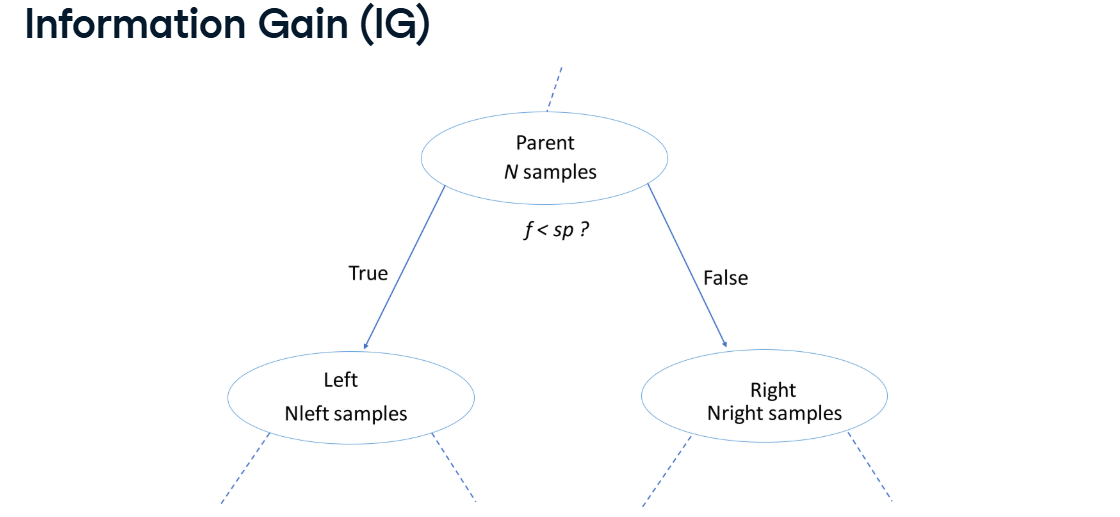 Information Gain (IG)
Parent
N samples
f < sp ?
True
False
Left
Nleft samples
Right
Nright samples